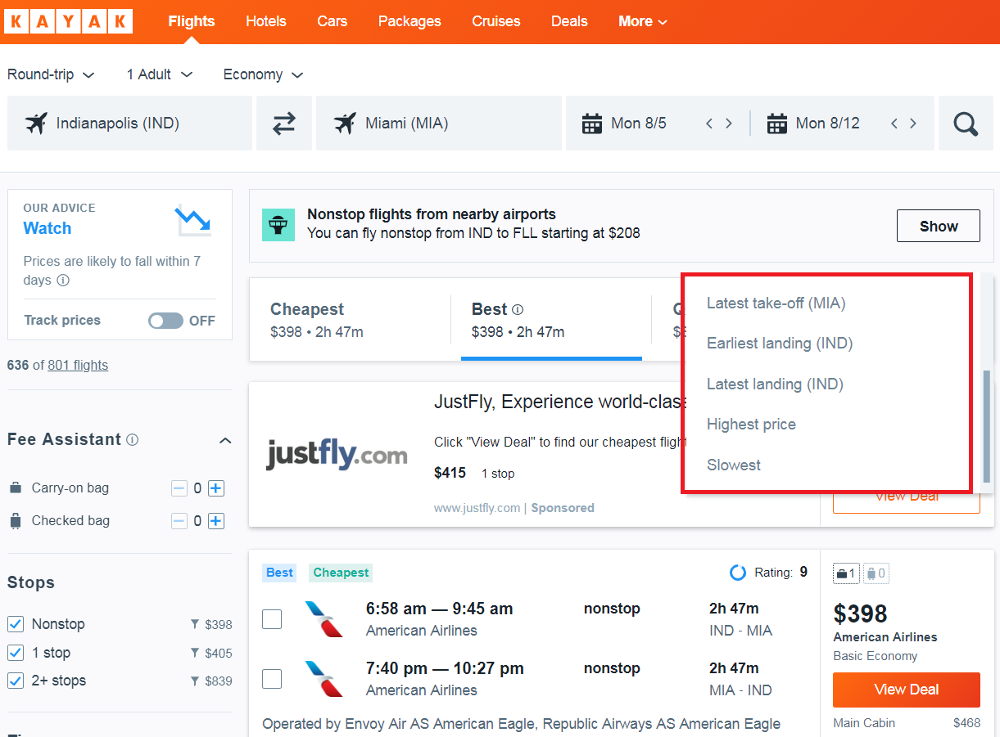 KAYAK
Flights
Hotels
Cars
Packages
Cruises
Deals
More
Round-trip
1 Adult
Economy
Indianapolis (IND)
Miami (MIA)
Mon 8/5
Mon 8/12
OUR ADVICE
Watch
Prices are likely to fall within 7
days
Track prices
OFF
636 of 801 flights
Fee Assistant
Carry-on bag
0
Checked bag
0
Stops
Nonstop
$398
1 stop
$405
2+ stops
$839
Nonstop flights from nearby airports
You can fly nonstop from IND to FLL starting at $208
Show
Cheapest
$398 • 2h 47m
Best
$398 • 2h 47m
Latest take-off (MIA)
Earliest landing (IND)
Latest landing (IND)
Highest price
Slowest
JustFly, Experience
justfly.com
Click "View Deal" to find our cheapest
$415
1 stop
www.justfly.com | Sponsored
View Deal
Best
Cheapest
Rating: 9
1
0
6:58 am — 9:45 am
nonstop
2h 47m
American Airlines
IND - MIA
7:40 pm — 10:27 pm
nonstop
2h 47m
American Airlines
MIA - IND
Operated by Envoy Air AS American Eagle, Republic Airways AS American Eagle
$398
American Airlines
Basic Economy
View Deal
Main Cabin
$468